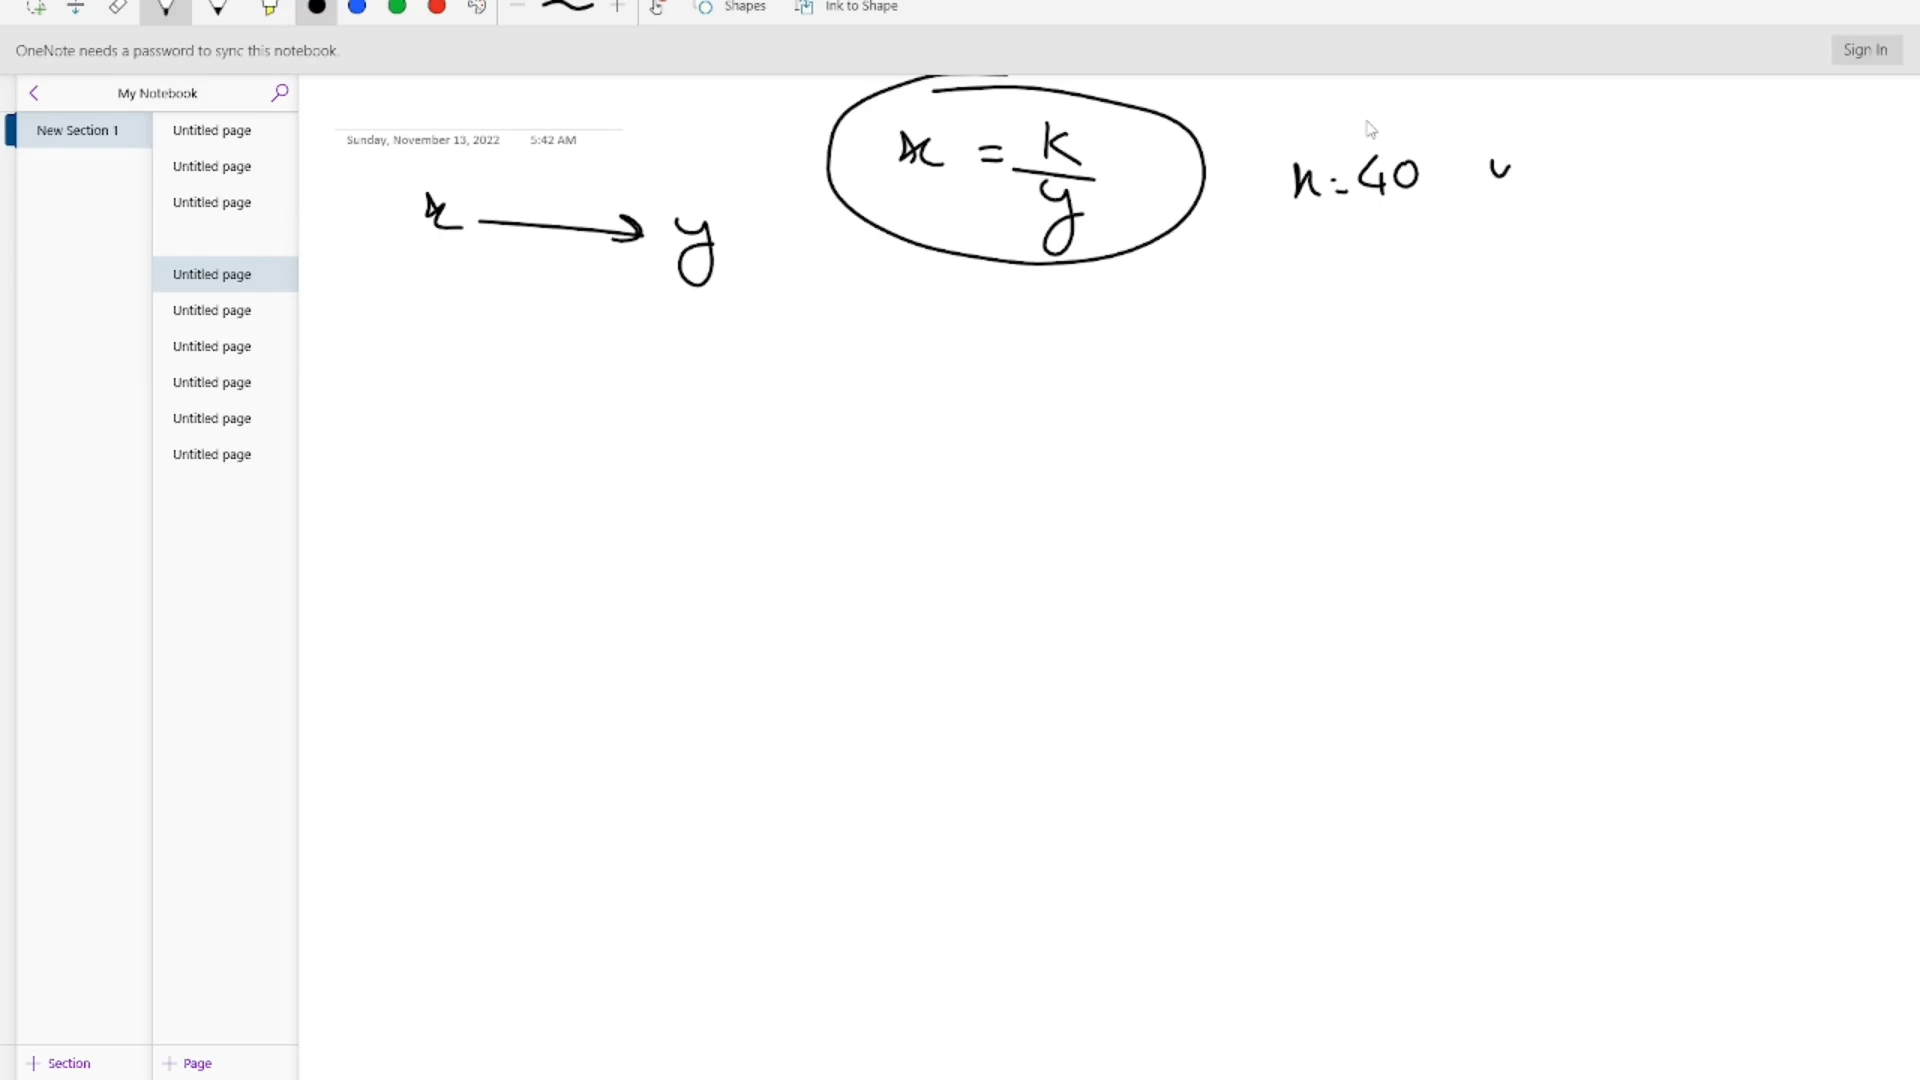 Shapes
Ink to Shape
OneNote needs a password to sync this notebook.
Sign In
My Notebook
New Section 1
Untitled page
Untitled page
Untitled page
Untitled page
Untitled page
Untitled page
Untitled page
Untitled page
Untitled page
Sunday, November 13, 2022 5:42 AM
x → y
x = k/y
x = 40
+ Section
+ Page